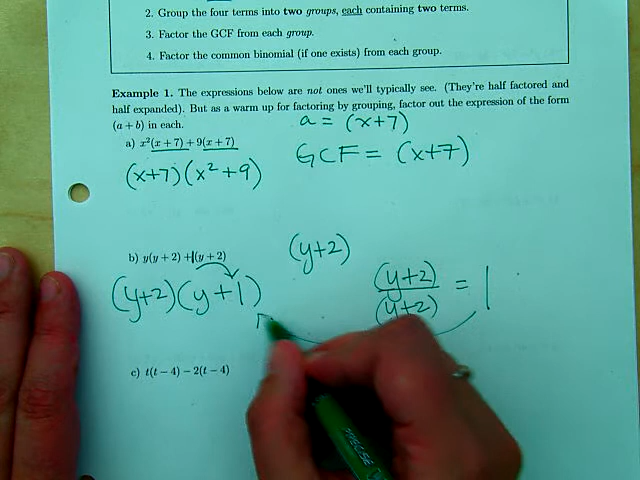 2. Group the four terms into two groups, each containing two terms.
3. Factor the GCF from each group.
4. Factor the common binomial (if one exists) from each group.
Example 1. The expressions below are not ones we'll typically see. (They're half factored and
half expanded). But as a warm up for factoring by grouping, factor out the expression of the form
(a + b) in each.
a = (x+7)
a) x²(x + 7) + 9(x + 7)
GCF = (x+7)
(x+7)(x²+9)
b) y(y + 2) + 1(y + 2)
(y+2)
(y+2)(y+1)
(y+2)/(y+2) = 1
c) t(t − 4) − 2(t − 4)
PRECISE